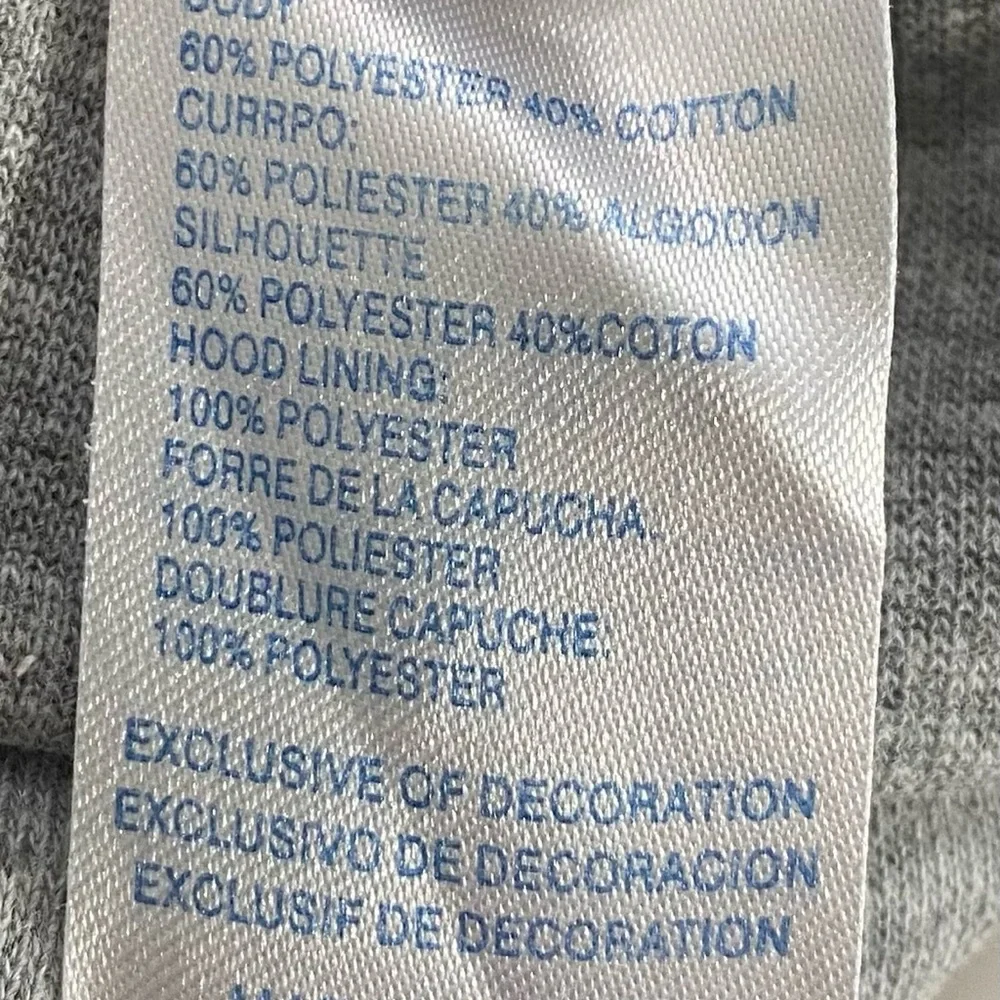 BODY
60% POLYESTER 40% COTTON
CURRPO:
60% POLIESTER 40% ALGODON
SILHOUETTE
60% POLYESTER 40%COTON
HOOD LINING:
100% POLYESTER
FORRE DE LA CAPUCHA.
100% POLIESTER
DOUBLURE CAPUCHE.
100% POLYESTER
EXCLUSIVE OF DECORATION
EXCLUSIVO DE DECORACION
EXCLUSIF DE DECORATION